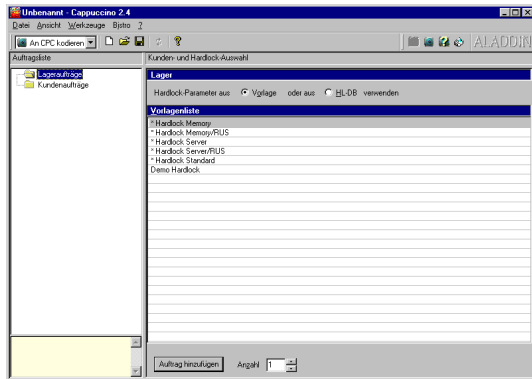 Unbenannt - Cappuccino 2.4
Datei Ansicht Werkzeuge Bistro ?
An CPC kodieren
ALADDIN
Auftragsliste
Kunden- und Hardlock-Auswahl
Lageraufträge
Kundenaufträge
Lager
Hardlock-Parameter aus Vorlage oder aus HL-DB verwenden
Vorlagenliste
* Hardlock Memory
* Hardlock Memory/RUS
* Hardlock Server
* Hardlock Server/RUS
* Hardlock Standard
Demo Hardlock
Auftrag hinzufügen Anzahl 1